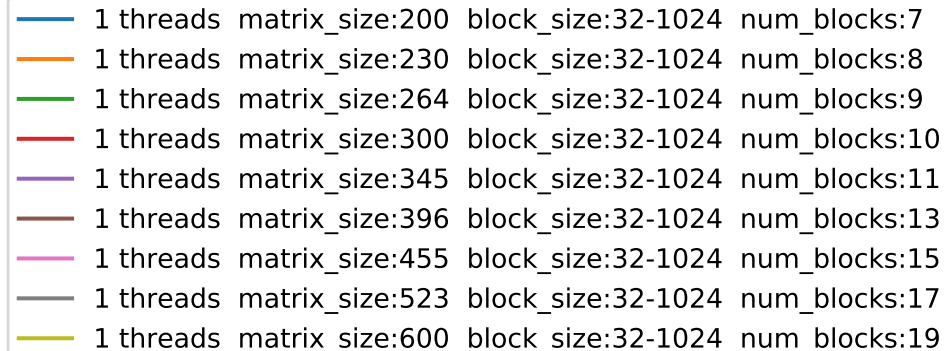 1 threads  matrix_size:200  block_size:32-1024  num_blocks:7
1 threads  matrix_size:230  block_size:32-1024  num_blocks:8
1 threads  matrix_size:264  block_size:32-1024  num_blocks:9
1 threads  matrix_size:300  block_size:32-1024  num_blocks:10
1 threads  matrix_size:345  block_size:32-1024  num_blocks:11
1 threads  matrix_size:396  block_size:32-1024  num_blocks:13
1 threads  matrix_size:455  block_size:32-1024  num_blocks:15
1 threads  matrix_size:523  block_size:32-1024  num_blocks:17
1 threads  matrix_size:600  block_size:32-1024  num_blocks:19